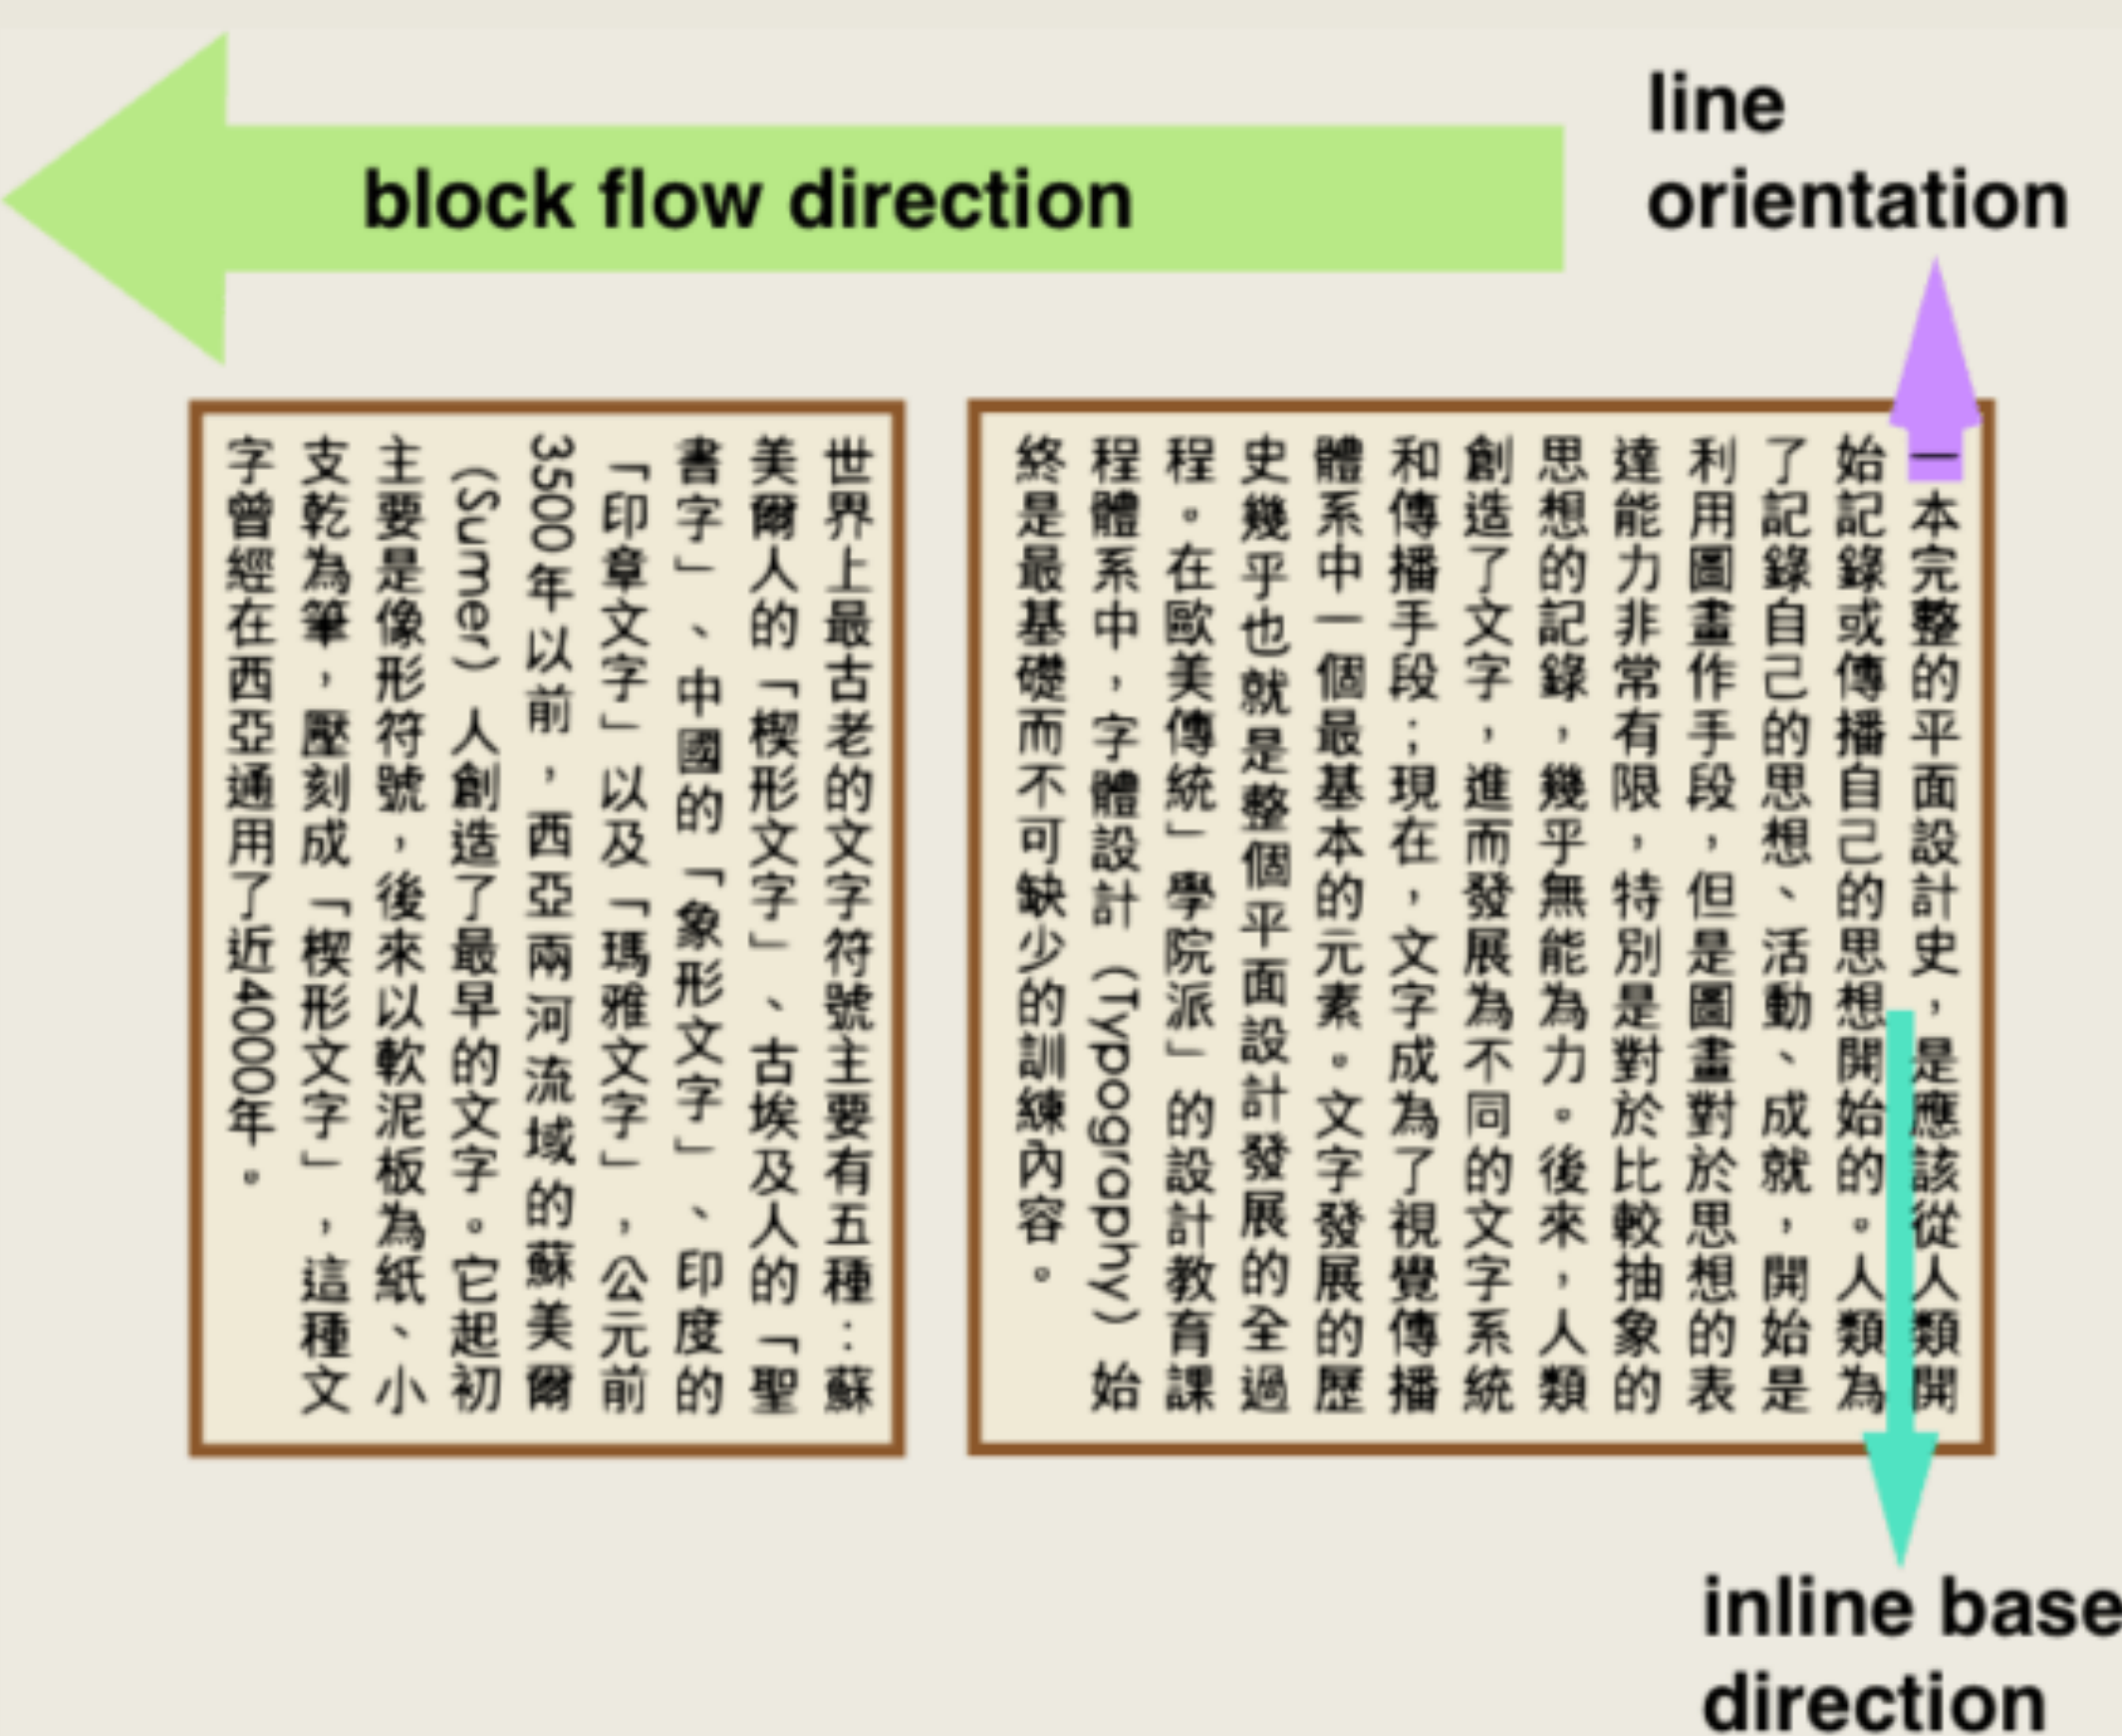 block flow direction
line
orientation
一本完整的平面設計史，是應該從人類開
始記錄或傳播自己的思想開始的。人類為
了記錄自己的思想、活動、成就，開始是
利用圖畫作手段，但是圖畫對於思想的表
達能力非常有限，特別是對於比較抽象的
思想的記錄，幾乎無能為力。後來，人類
創造了文字，進而發展為不同的文字系統
和傳播手段；現在，文字成為了視覺傳播
體系中一個最基本的元素。文字發展的歷
史幾乎也就是整個平面設計發展的全過
程。在歐美傳統」學院派」的設計教育課
程體系中，字體設計（Typography）始
終是最基礎而不可缺少的訓練內容。
世界上最古老的文字符號主要有五種：蘇
美爾人的「楔形文字」、古埃及人的「聖
書字」、中國的「象形文字」、印度的
「印章文字」以及「瑪雅文字」，公元前
3500年以前，西亞兩河流域的蘇美爾
（Sumer）人創造了最早的文字。它起初
主要是像形符號，後來以軟泥板為紙、小
支乾為筆，壓刻成「楔形文字」，這種文
字曾經在西亞通用了近4000年。
inline base
direction